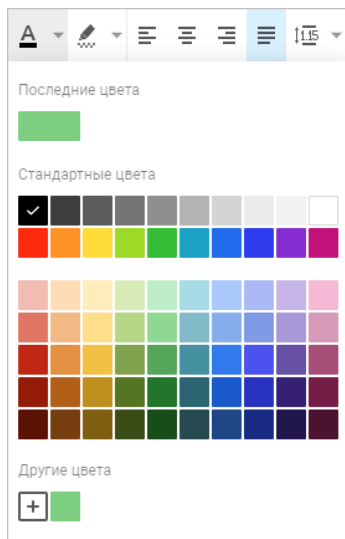 A
1.15
Последние цвета
Стандартные цвета
Другие цвета